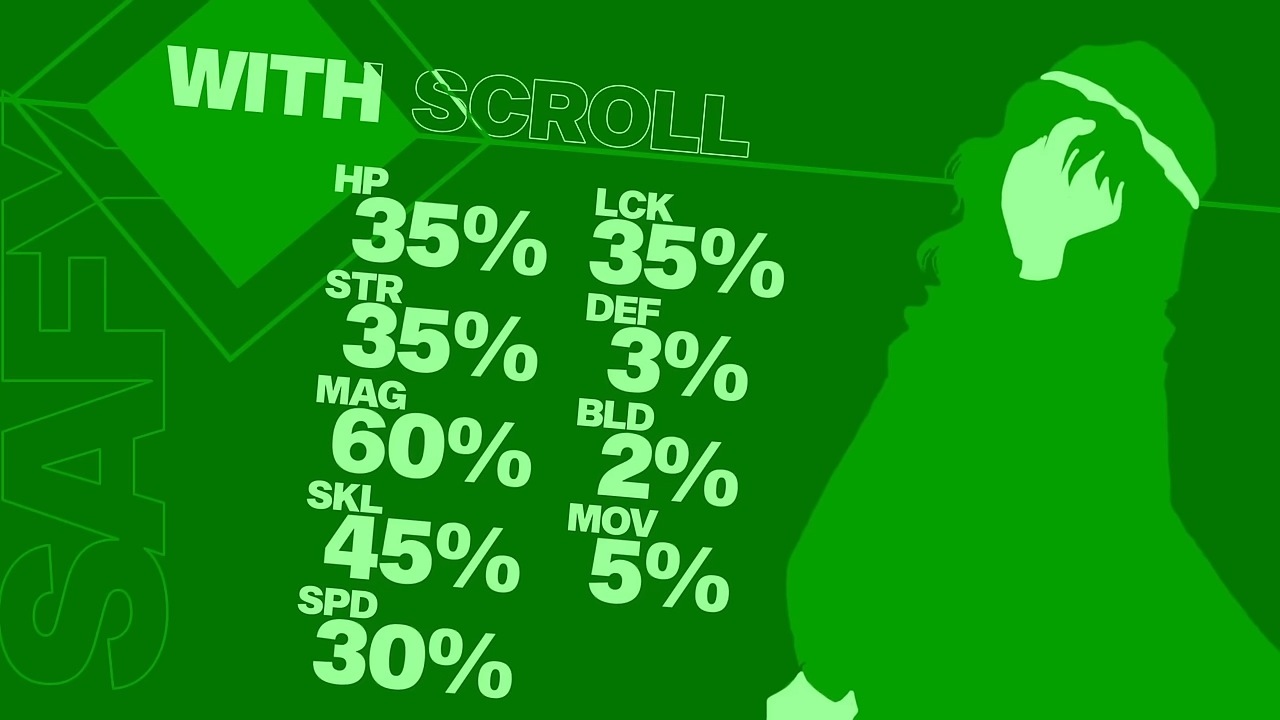 WITH SCROLL
HP
35%
STR
35%
MAG
60%
SKL
45%
SPD
30%
LCK
35%
DEF
3%
BLD
2%
MOV
5%
SAFY